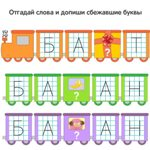 Отгадай слова и допиши сбежавшие буквы
Б А ? Н
Б А ? А Н
Б А ? А Н